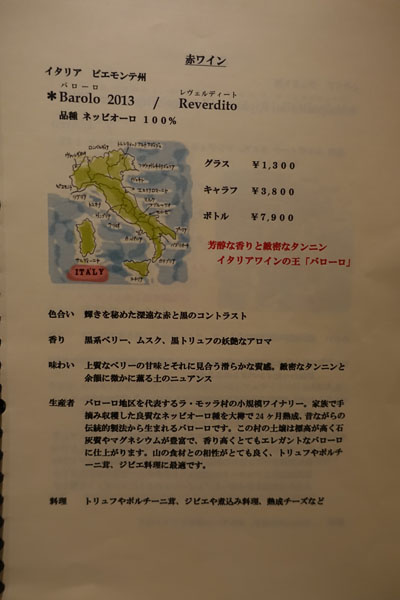 赤ワイン
イタリア ピエモンテ州
バローロ レヴェルディート
*Barolo 2013 / Reverdito
品種 ネッビオーロ 100%
グラス ¥1,300
キャラフ ¥3,800
ボトル ¥7,900
芳醇な香りと緻密なタンニン
イタリアワインの王「バローロ」
ITALY
色合い 輝きを秘めた深遠な赤と黒のコントラスト
香り 黒系ベリー、ムスク、黒トリュフの妖艶なアロマ
味わい 上質なベリーの甘味とそれに見合う滑らかな質感。緻密なタンニンと
余韻に微かに薫る土のニュアンス
生産者 バローロ地区を代表するラ・モッラ村の小規模ワイナリー。家族で手
摘み収穫した良質なネッビオーロ種を大樽で24ヶ月熟成、昔ながらの
伝統的製法から生まれるバローロです。この村の土壌は標高が高く石
灰質やマグネシウムが豊富で、香り高くとてもエレガントなバローロ
に仕上がります。山の食材との相性がとても良く、トリュフやポルチ
ーニ茸、ジビエ料理に最適です。
料理 トリュフやポルチーニ茸、ジビエや煮込み料理、熟成チーズなど